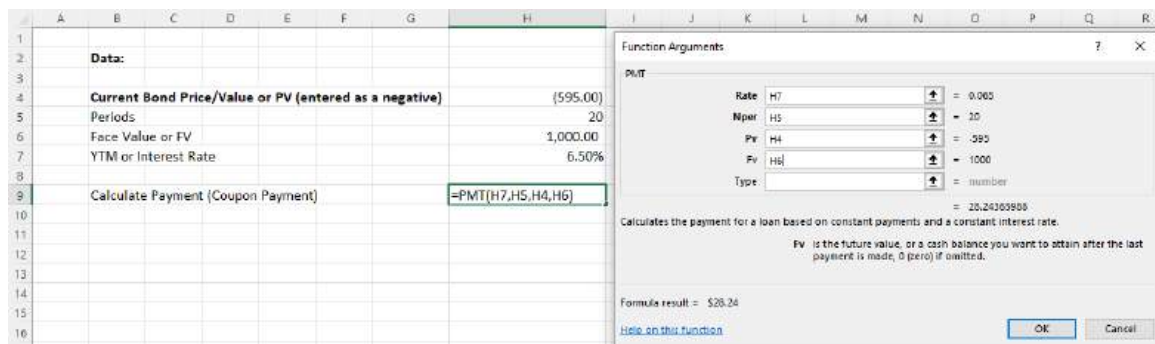 A B C D E F G H I J K L M N O P Q R
1
2 Data:
3
4 Current Bond Price/Value or PV (entered as a negative) (595.00)
5 Periods 20
6 Face Value or FV 1,000.00
7 YTM or Interest Rate 6.50%
8
9 Calculate Payment (Coupon Payment) =PMT(H7,H5,H4,H6)
10
11
12
13
14
15
16
Function Arguments ? ×
PMT
Rate H7 = 0.065
Nper H5 = 20
Pv H4 = -595
Fv H6 = 1000
Type = number
= 28.24365988
Calculates the payment for a loan based on constant payments and a constant interest rate.
Fv is the future value, or a cash balance you want to attain after the last
payment is made, 0 (zero) if omitted.
Formula result = $28.24
Help on this function OK Cancel